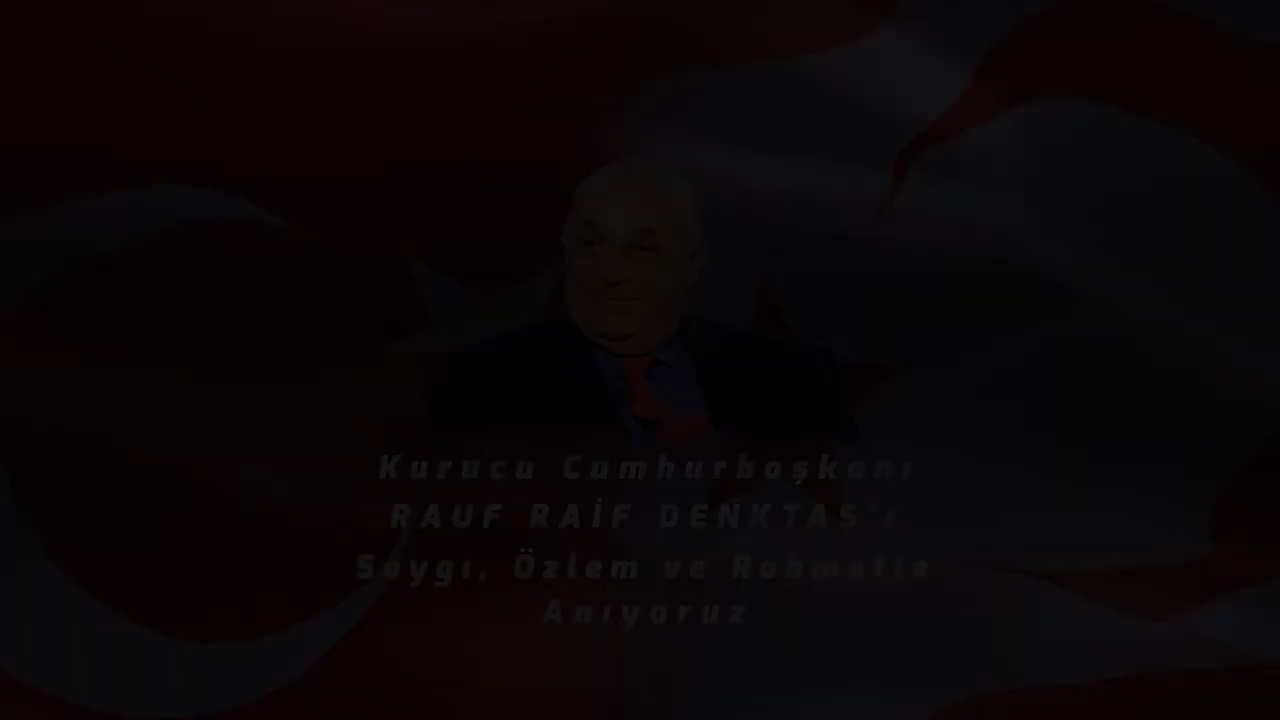 Kurucu Cumhurbaşkanı
RAUF RAİF DENKTAŞ'ı
Saygı, Özlem ve Rahmetle
Anıyoruz